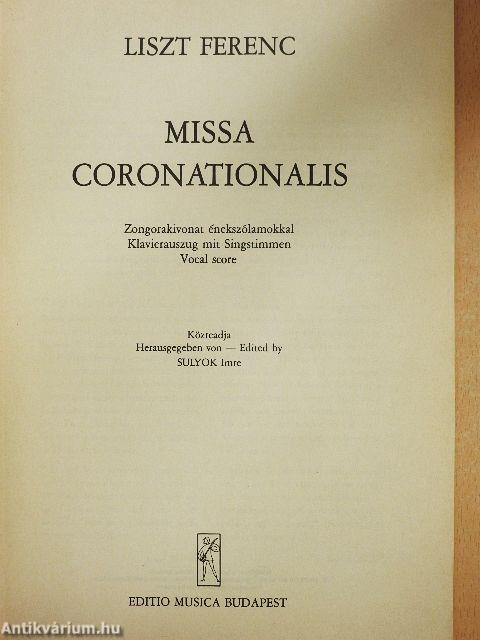 LISZT FERENC
MISSA
CORONATIONALIS
Zongorakivonat énekszólamokkal
Klavierauszug mit Singstimmen
Vocal score
Közreadja
Herausgegeben von — Edited by
SULYOK Imre
EDITIO MUSICA BUDAPEST
Antikvárium.hu